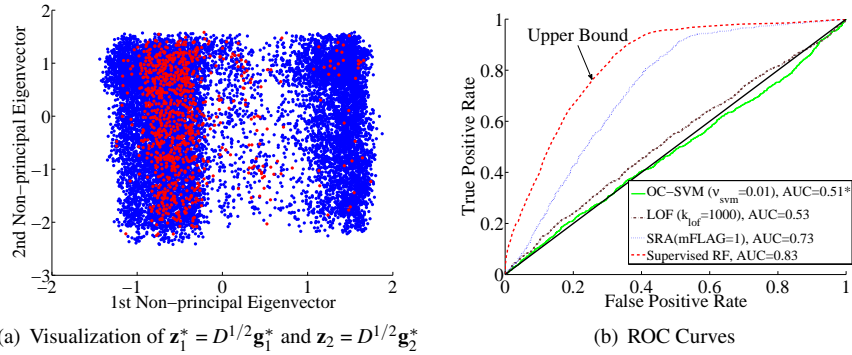 2
1
0
−1
−2
−3
−2
−1
0
1
2
2nd Non−principal Eigenvector
1st Non−principal Eigenvector
(a) Visualization of z₁* = D^{1/2}g₁* and z₂ = D^{1/2}g₂*
1
0.8
0.6
0.4
0.2
0
0.2
0.4
0.6
0.8
1
True Positive Rate
False Positive Rate
Upper Bound
OC−SVM (ν_svm=0.01), AUC=0.51*
LOF (k_lof=1000), AUC=0.53
SRA(mFLAG=1), AUC=0.73
Supervised RF, AUC=0.83
(b) ROC Curves